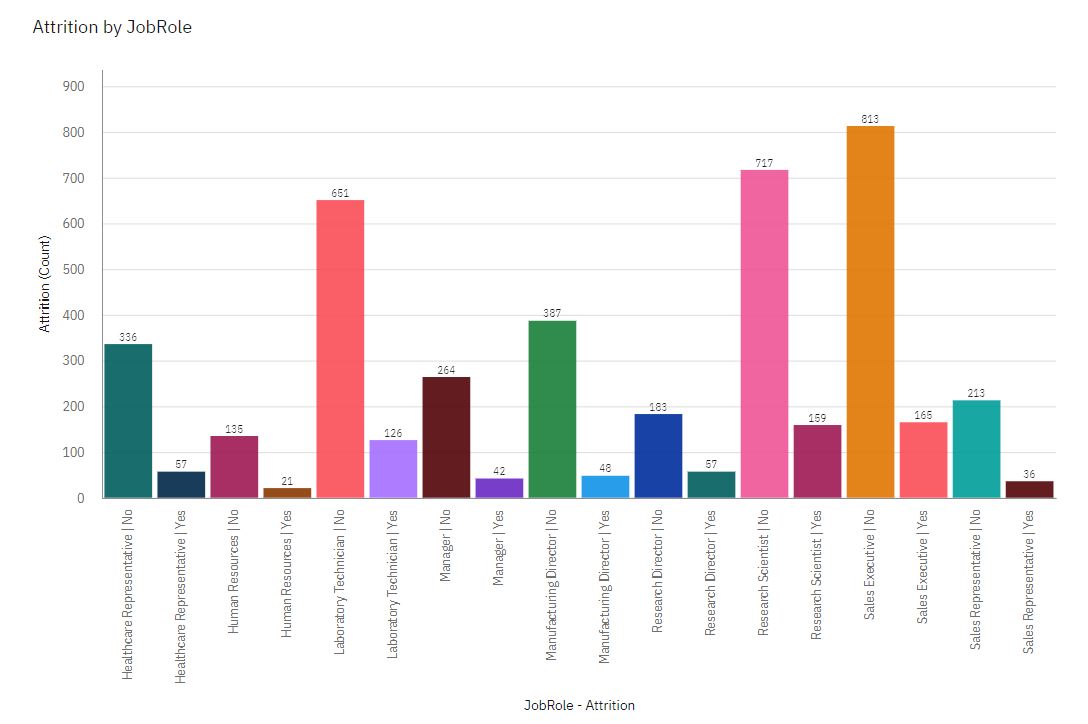 Attrition by JobRole
Attrition (Count)
900
800
700
600
500
400
300
200
100
0
336
57
135
21
651
126
264
42
387
48
183
57
717
159
813
165
213
36
Healthcare Representative | No
Healthcare Representative | Yes
Human Resources | No
Human Resources | Yes
Laboratory Technician | No
Laboratory Technician | Yes
Manager | No
Manager | Yes
Manufacturing Director | No
Manufacturing Director | Yes
Research Director | No
Research Director | Yes
Research Scientist | No
Research Scientist | Yes
Sales Executive | No
Sales Executive | Yes
Sales Representative | No
Sales Representative | Yes
JobRole - Attrition